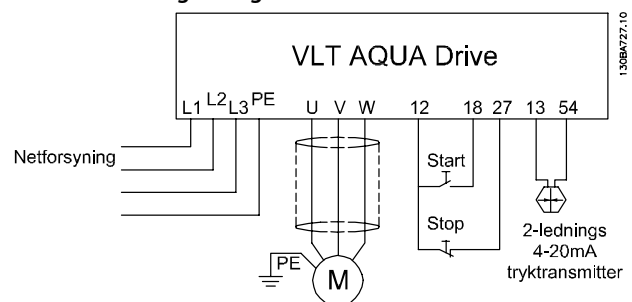 VLT AQUA Drive
130BA727.10
L1 L2 L3 PE U V W 12 18 27 13 54
Netforsyning
Start
Stop
PE
M
2-lednings
4-20mA
tryktransmitter